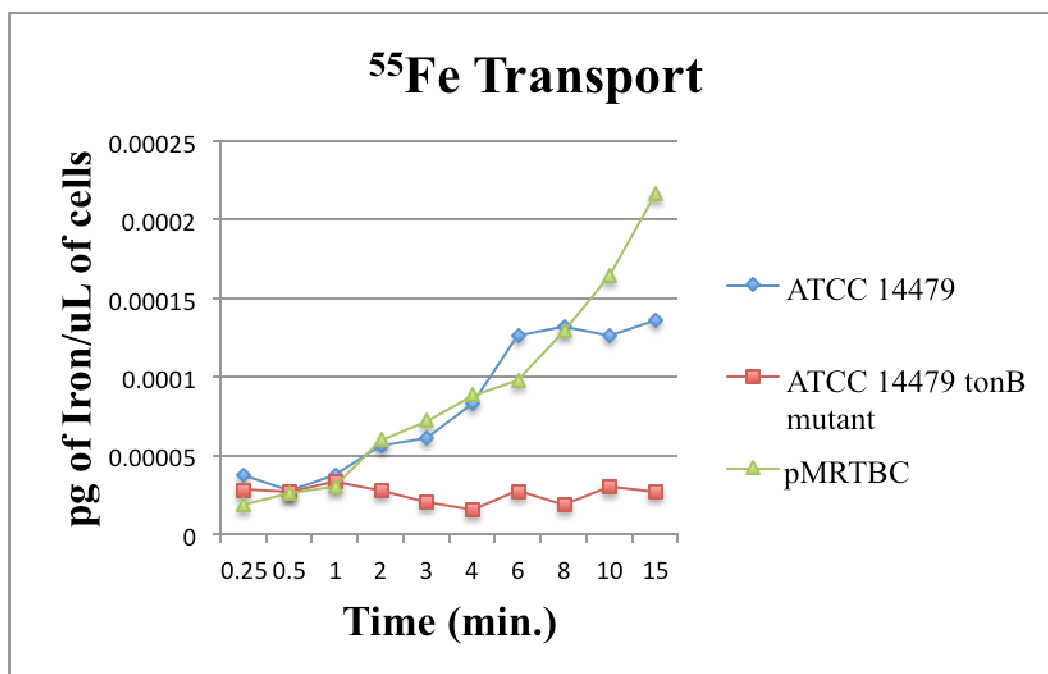 ⁵⁵Fe Transport
pg of Iron/uL of cells
0.00025
0.0002
0.00015
0.0001
0.00005
0
0.25 0.5 1 2 3 4 6 8 10 15
Time (min.)
ATCC 14479
ATCC 14479 tonB
mutant
pMRTBC